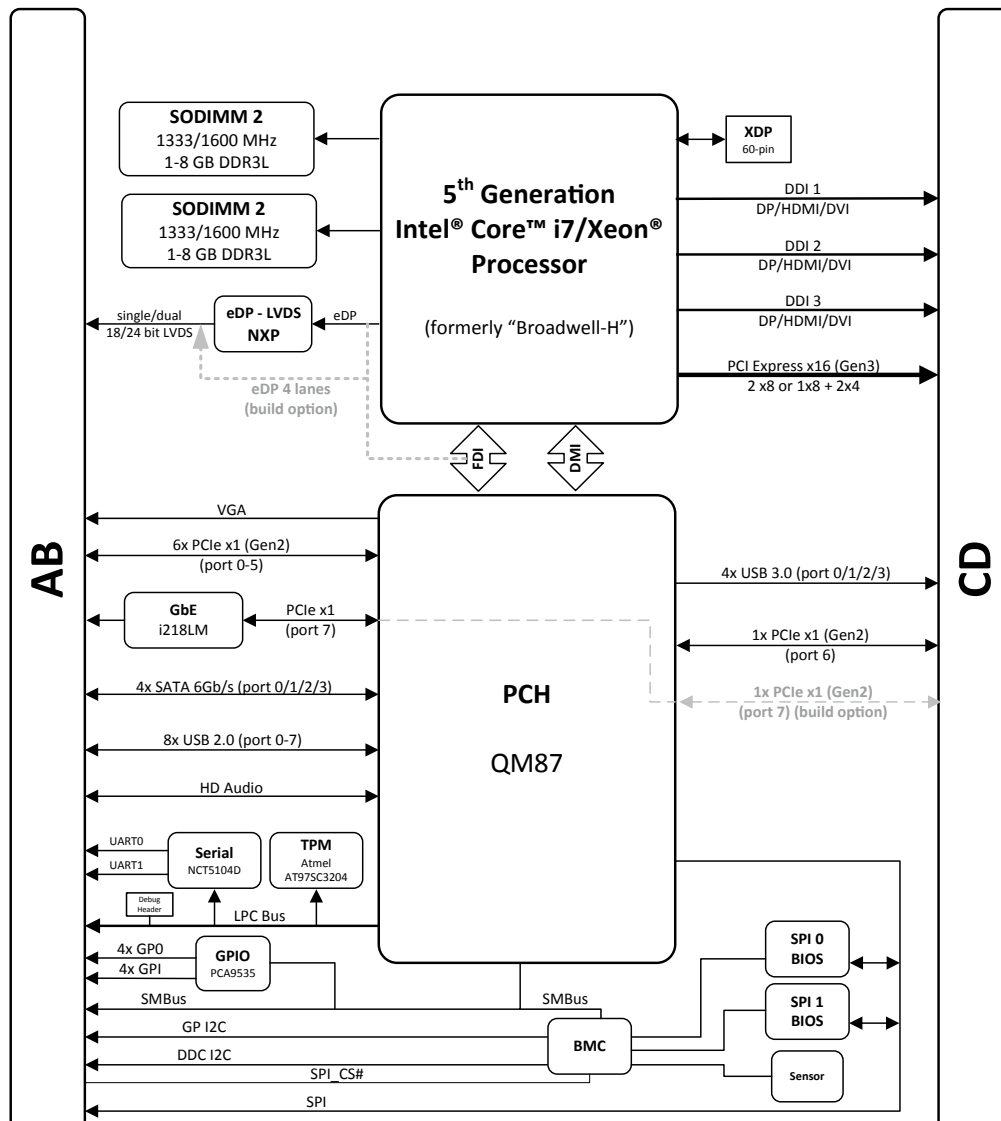 AB
CD
SODIMM 2
1333/1600 MHz
1-8 GB DDR3L
SODIMM 2
1333/1600 MHz
1-8 GB DDR3L
single/dual
18/24 bit LVDS
eDP - LVDS
NXP
eDP
eDP 4 lanes
(build option)
5th Generation
Intel® Core™ i7/Xeon®
Processor
(formerly “Broadwell-H”)
XDP
60-pin
DDI 1
DP/HDMI/DVI
DDI 2
DP/HDMI/DVI
DDI 3
DP/HDMI/DVI
PCI Express x16 (Gen3)
2 x8 or 1x8 + 2x4
FDI
DMI
VGA
6x PCIe x1 (Gen2)
(port 0-5)
GbE
i218LM
PCIe x1
(port 7)
4x SATA 6Gb/s (port 0/1/2/3)
8x USB 2.0 (port 0-7)
HD Audio
PCH
QM87
4x USB 3.0 (port 0/1/2/3)
1x PCIe x1 (Gen2)
(port 6)
1x PCIe x1 (Gen2)
(port 7) (build option)
UART0
UART1
Serial
NCT5104D
TPM
Atmel
AT97SC3204
Debug
Header
LPC Bus
4x GP0
4x GPI
GPIO
PCA9535
SMBus
SMBus
GP I2C
DDC I2C
SPI_CS#
SPI
BMC
SPI 0
BIOS
SPI 1
BIOS
Sensor